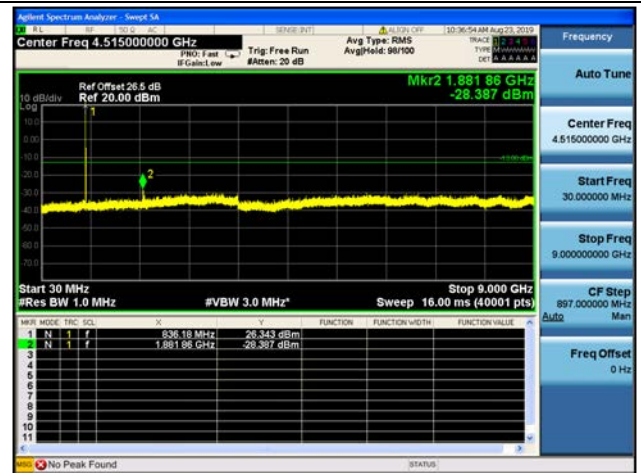 Agilent Spectrum Analyzer - Swept SA
RL RF 50 Ω AC SENSE:INT ALIGN OFF 10:36:54 AM Aug 23, 2019
Center Freq 4.515000000 GHz
PNO: Fast
IFGain:Low
Trig: Free Run
#Atten: 20 dB
Avg Type: RMS
Avg|Hold: 98/100
TRACE 1 2 3 4 5 6
TYPE
DET A A A A A A
Frequency
Auto Tune
Center Freq
4.515000000 GHz
Start Freq
30.000000 MHz
Stop Freq
9.000000000 GHz
CF Step
897.000000 MHz
Auto Man
Freq Offset
0 Hz
Mkr2 1.881 86 GHz
-28.387 dBm
Ref Offset 26.5 dB
Ref 20.00 dBm
10 dB/div
Log
10.0
0.00
-10.0
-20.0
-30.0
-40.0
-50.0
-60.0
-70.0
1
2
-13.00 dBm
Start 30 MHz
Stop 9.000 GHz
#Res BW 1.0 MHz
#VBW 3.0 MHz*
Sweep 16.00 ms (40001 pts)
MKR MODE TRC SCL X Y FUNCTION FUNCTION WIDTH FUNCTION VALUE
1 N 1 f 836.18 MHz 26.343 dBm
2 N 1 f 1.881 86 GHz -28.387 dBm
3
4
5
6
7
8
9
10
11
MSG No Peak Found
STATUS